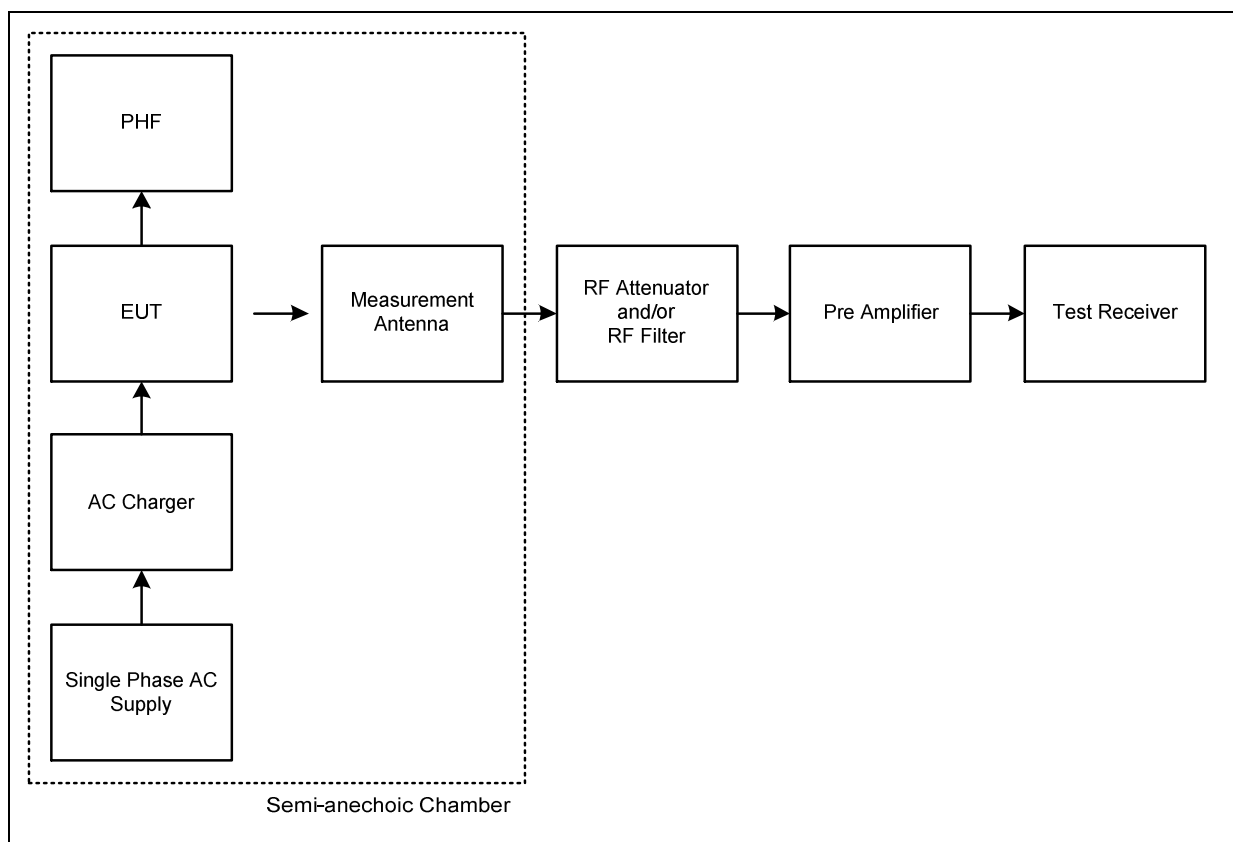 PHF
EUT
Measurement
Antenna
RF Attenuator
and/or
RF Filter
Pre Amplifier
Test Receiver
AC Charger
Single Phase AC
Supply
Semi-anechoic Chamber